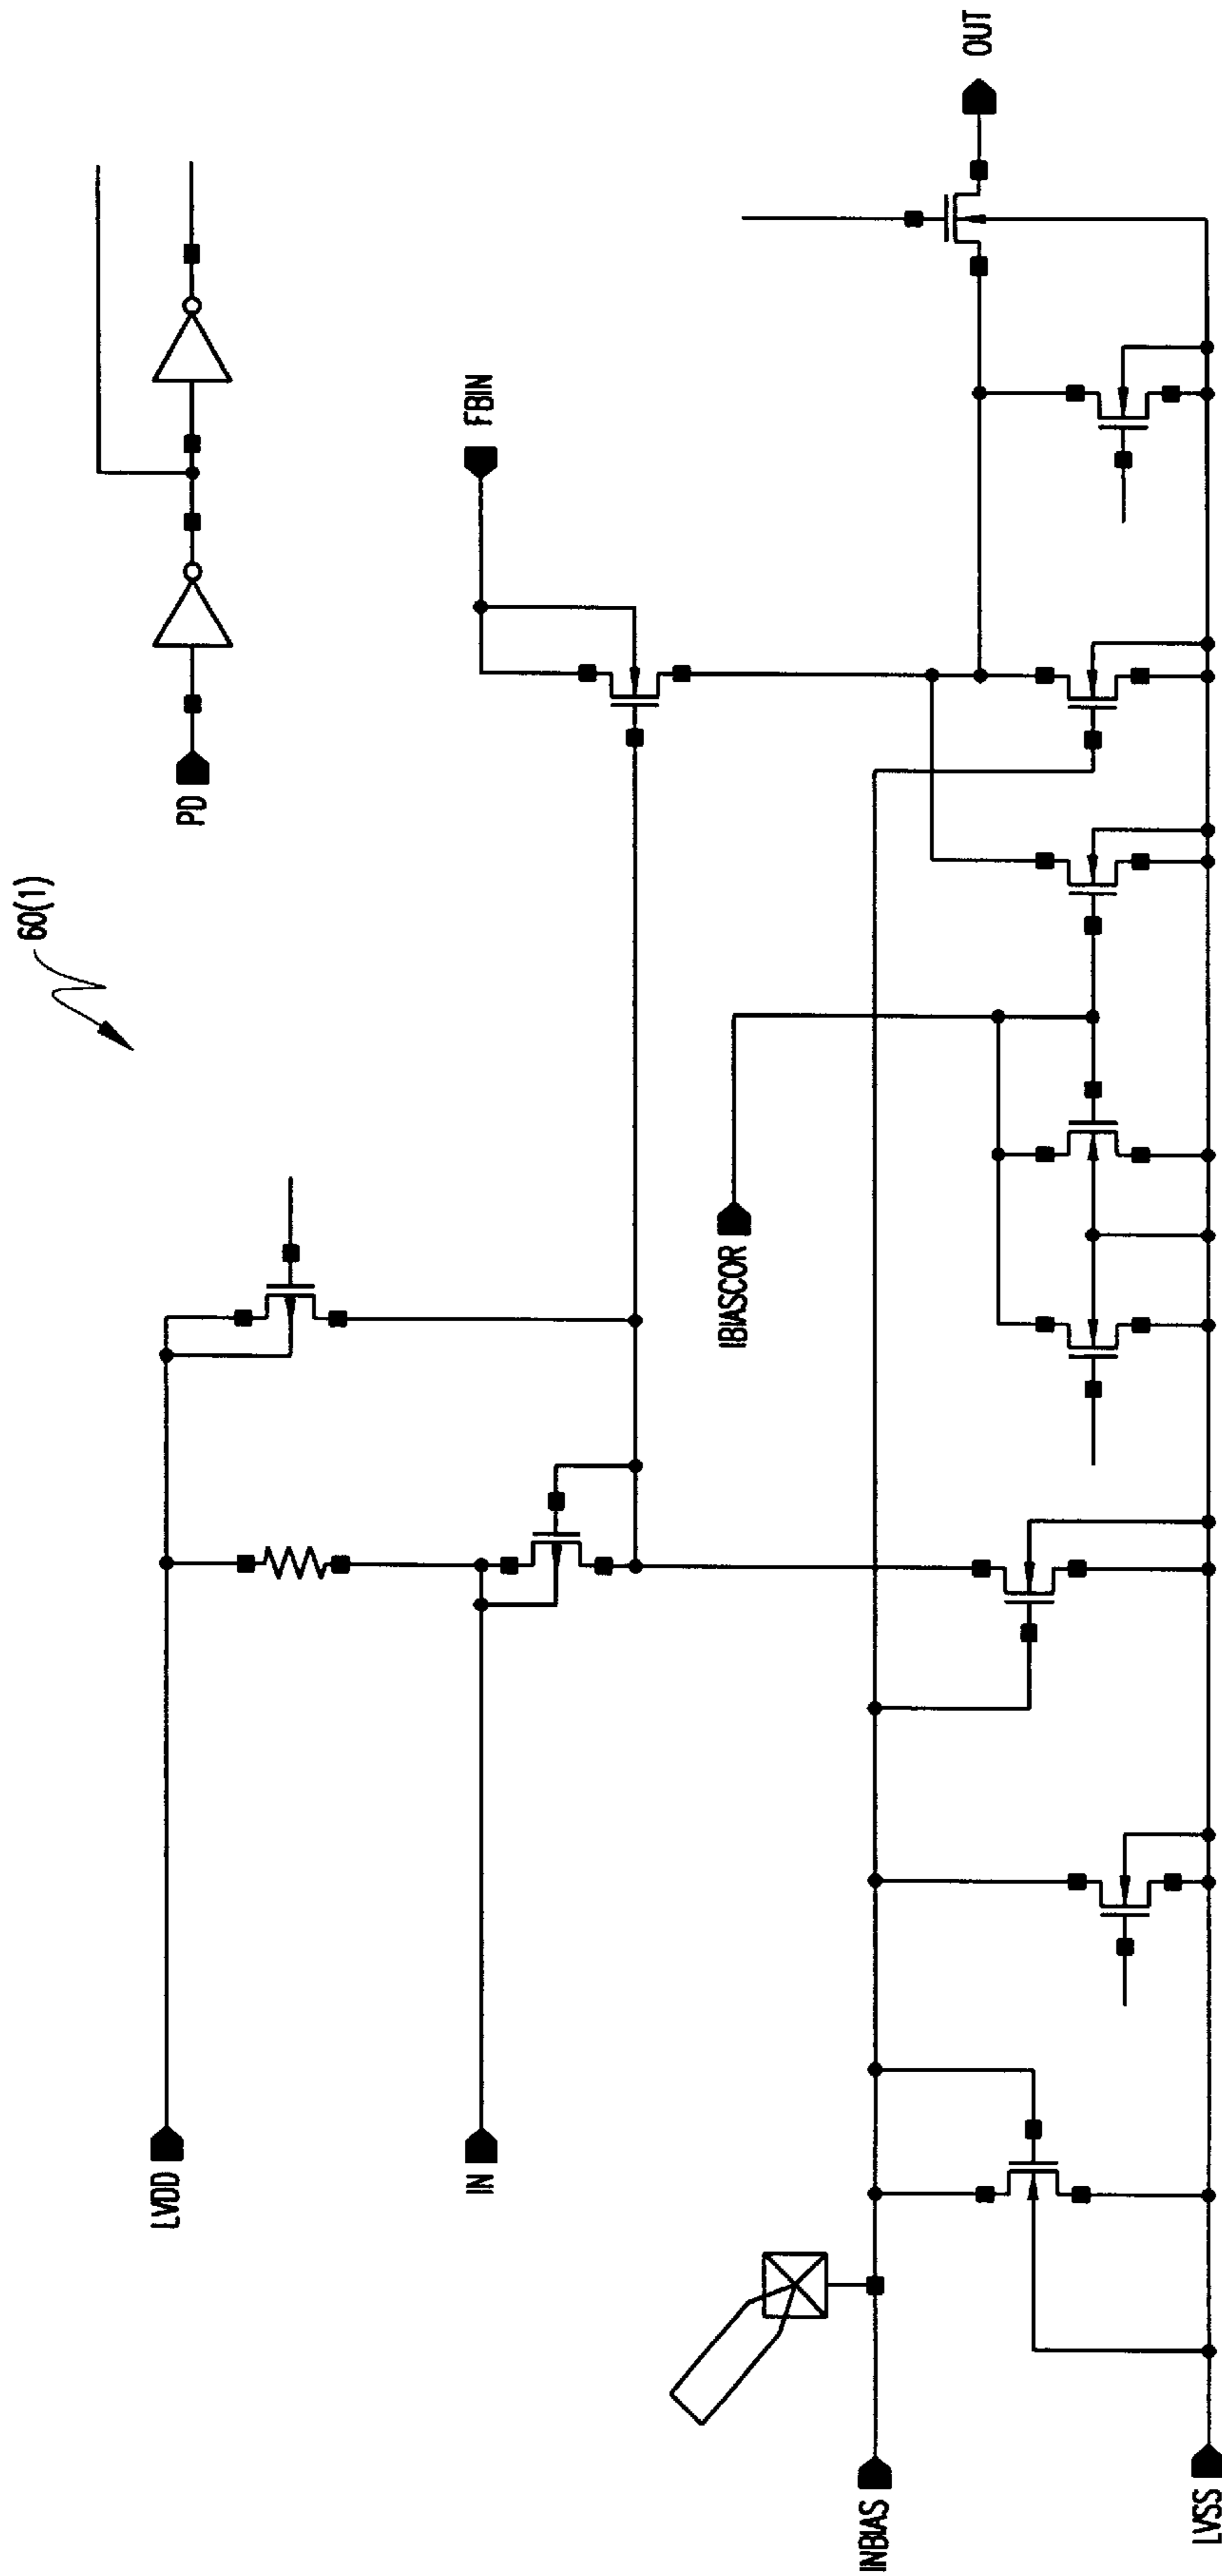 60(1)
PD
LVDD
FBIN
IN
IBIASCOR
OUT
INBIAS
LVSS